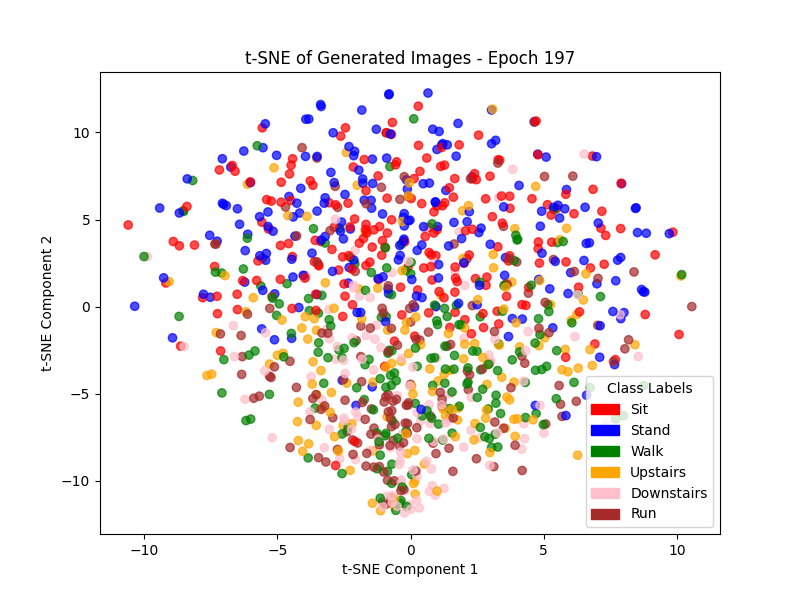 t-SNE of Generated Images - Epoch 197
t-SNE Component 2
10
5
0
−5
−10
−10
−5
0
5
10
t-SNE Component 1
Class Labels
Sit
Stand
Walk
Upstairs
Downstairs
Run